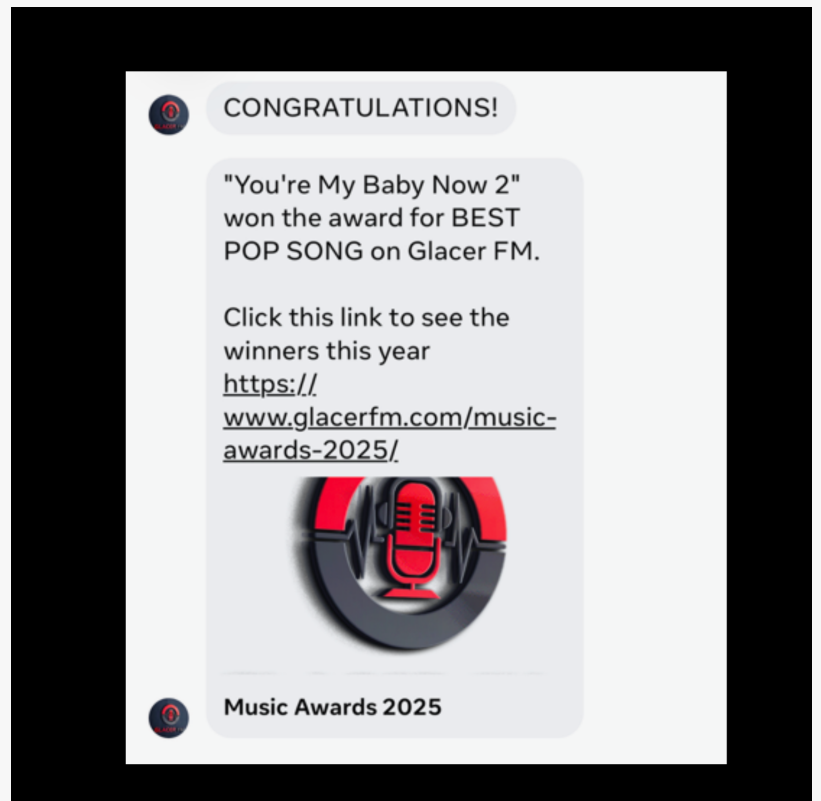 CONGRATULATIONS!
"You're My Baby Now 2"
won the award for BEST
POP SONG on Glacer FM.
Click this link to see the
winners this year
https://
www.glacerfm.com/music-
awards-2025/
Music Awards 2025